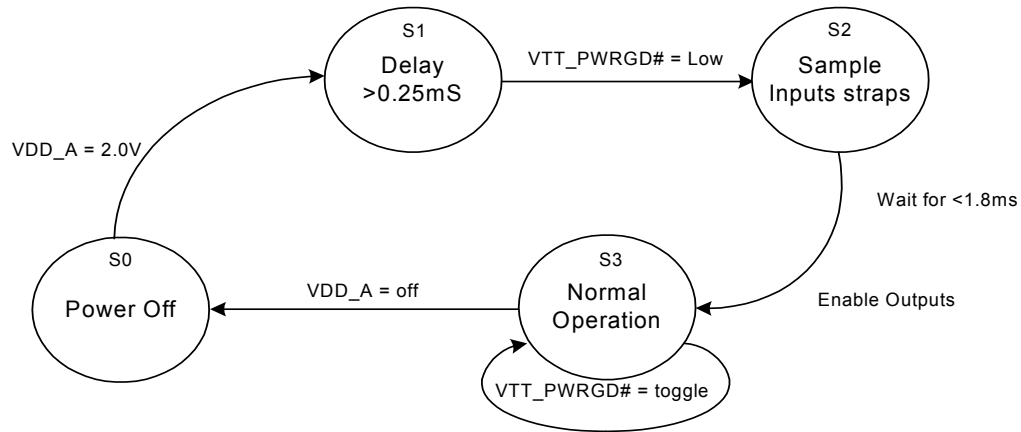 S1
Delay
>0.25mS
VTT_PWRGD# = Low
S2
Sample
Inputs straps
VDD_A = 2.0V
Wait for <1.8ms
S0
Power Off
VDD_A = off
S3
Normal
Operation
Enable Outputs
VTT_PWRGD# = toggle